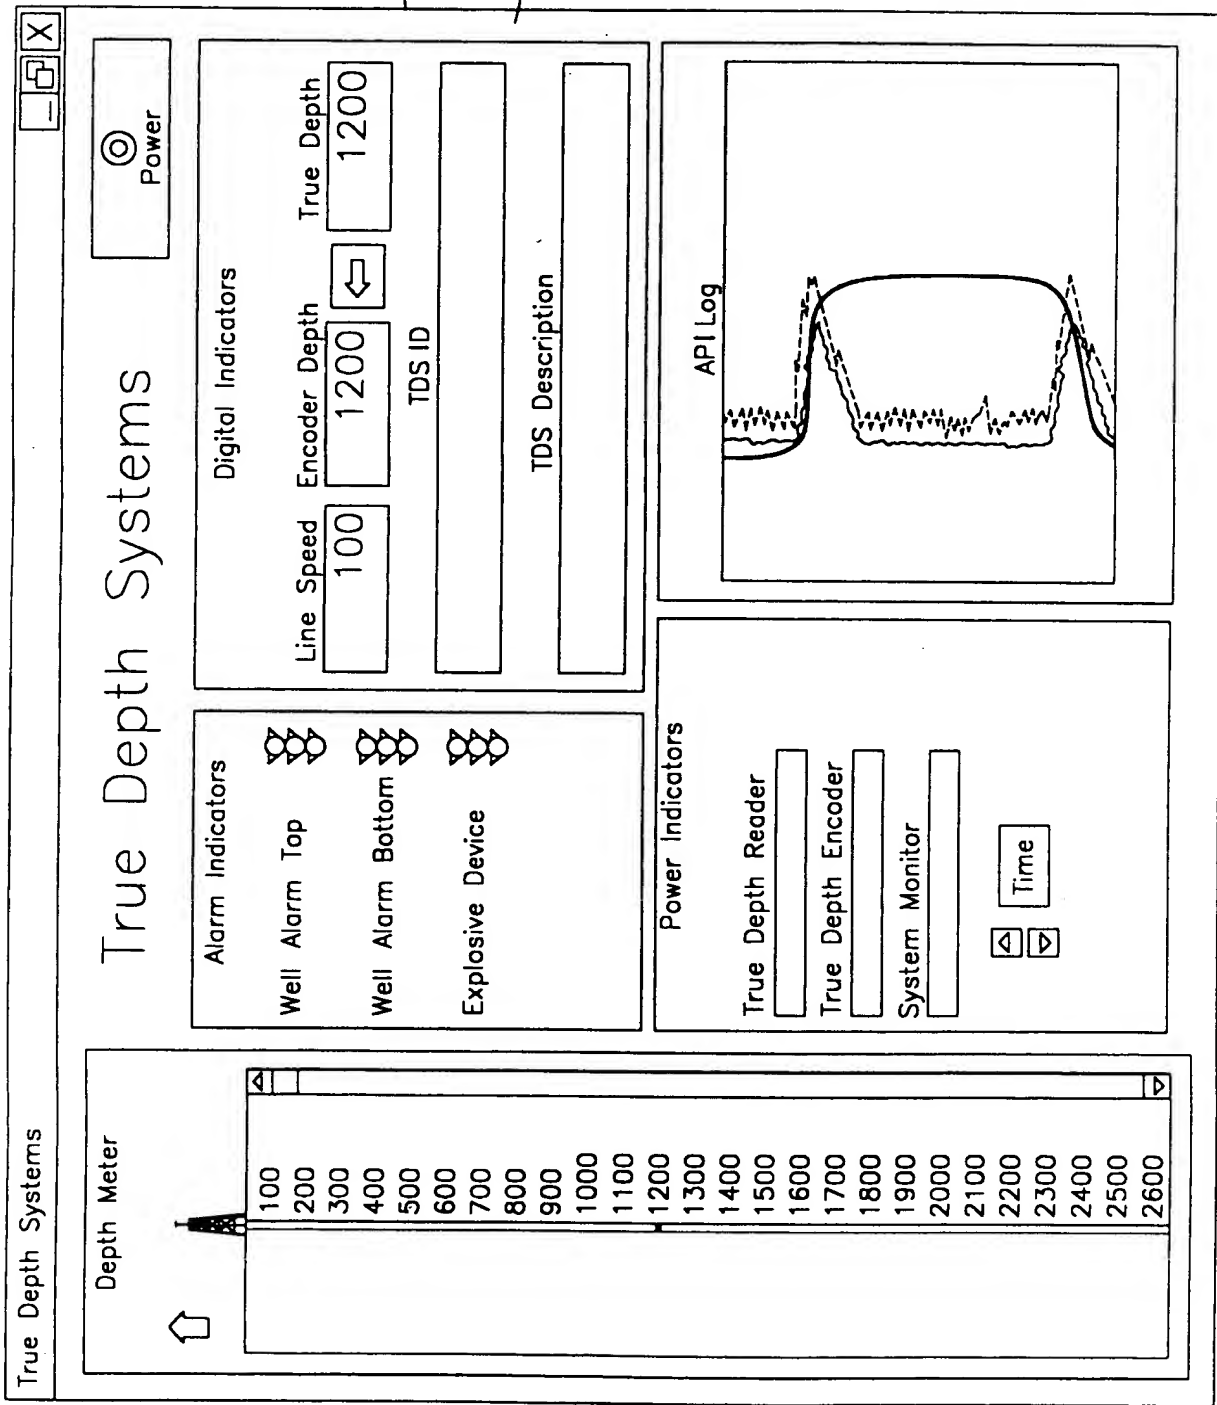 True Depth Systems
_ X
True Depth Systems
Power
Depth Meter
100
200
300
400
500
600
700
800
900
1000
1100
1200
1300
1400
1500
1600
1700
1800
1900
2000
2100
2200
2300
2400
2500
2600
Alarm Indicators
Well Alarm Top
Well Alarm Bottom
Explosive Device
Digital Indicators
Line Speed Encoder Depth True Depth
100 1200 1200
TDS ID
TDS Description
Power Indicators
True Depth Reader
True Depth Encoder
System Monitor
Time
API Log